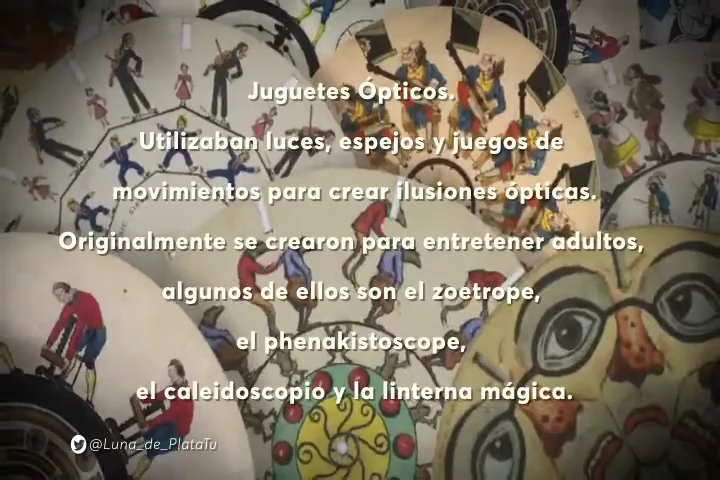 Juguetes Ópticos.
Utilizaban luces, espejos y juegos de
movimientos para crear ilusiones ópticas.
Originalmente se crearon para entretener adultos,
algunos de ellos son el zoetrope,
el phenakistoscope,
el caleidoscopio y la linterna mágica.
@Luna_de_PlataTv